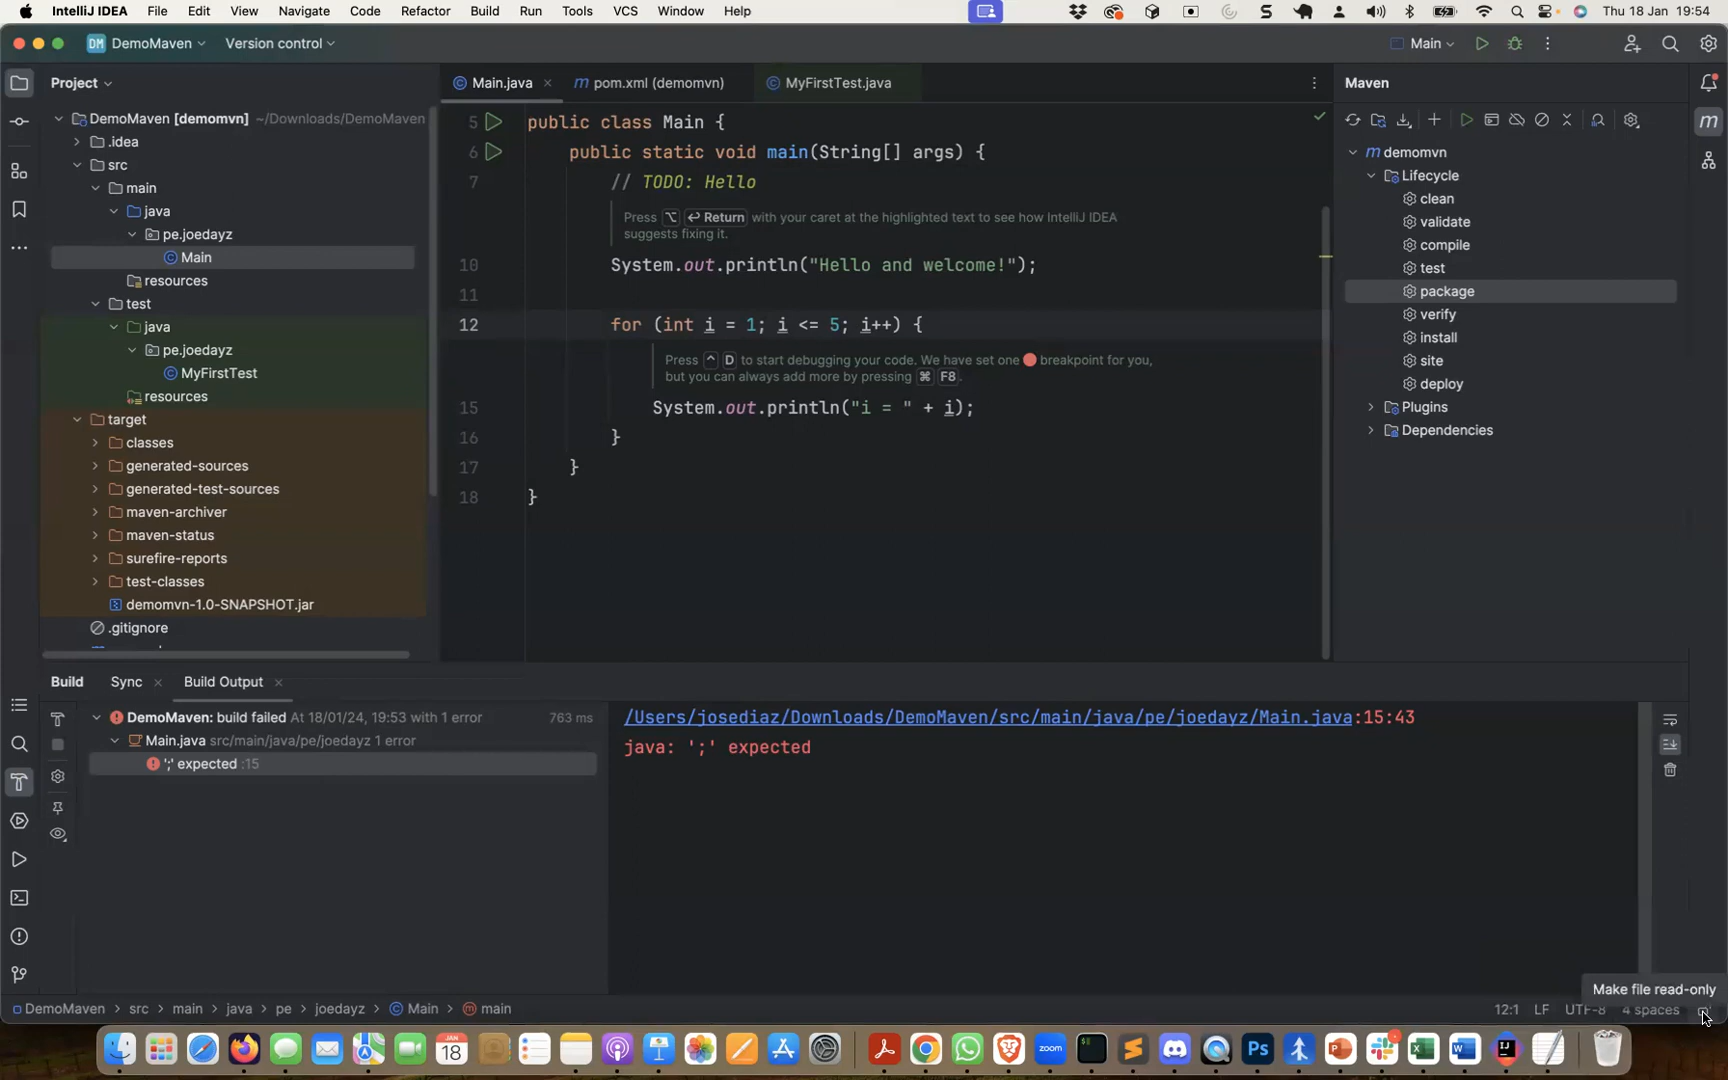 IntelliJ IDEA File Edit View Navigate Code Refactor Build Run Tools VCS Window Help Thu 18 Jan 19:54
DM DemoMaven Version control Main
Project
Main.java pom.xml (demomvn) MyFirstTest.java
Maven
DemoMaven [demomvn] ~/Downloads/DemoMaven
.idea
src
main
java
pe.joedayz
Main
resources
test
java
pe.joedayz
MyFirstTest
resources
target
classes
generated-sources
generated-test-sources
maven-archiver
maven-status
surefire-reports
test-classes
demomvn-1.0-SNAPSHOT.jar
.gitignore
5 public class Main {
6 public static void main(String[] args) {
7 // TODO: Hello
Press ⌥ ↩ Return with your caret at the highlighted text to see how IntelliJ IDEA
suggests fixing it.
10 System.out.println("Hello and welcome!");
11
12 for (int i = 1; i <= 5; i++) {
Press ^ D to start debugging your code. We have set one breakpoint for you,
but you can always add more by pressing ⌘ F8.
15 System.out.println("i = " + i);
16 }
17 }
18 }
demomvn
Lifecycle
clean
validate
compile
test
package
verify
install
site
deploy
Plugins
Dependencies
Build Sync Build Output
DemoMaven: build failed At 18/01/24, 19:53 with 1 error 763 ms
Main.java src/main/java/pe/joedayz 1 error
';' expected :15
/Users/josediaz/Downloads/DemoMaven/src/main/java/pe/joedayz/Main.java:15:43
java: ';' expected
Make file read-only
DemoMaven > src > main > java > pe > joedayz > Main > main
12:1 LF UTF-8 4 spaces
JAN
18
zoom
Ps